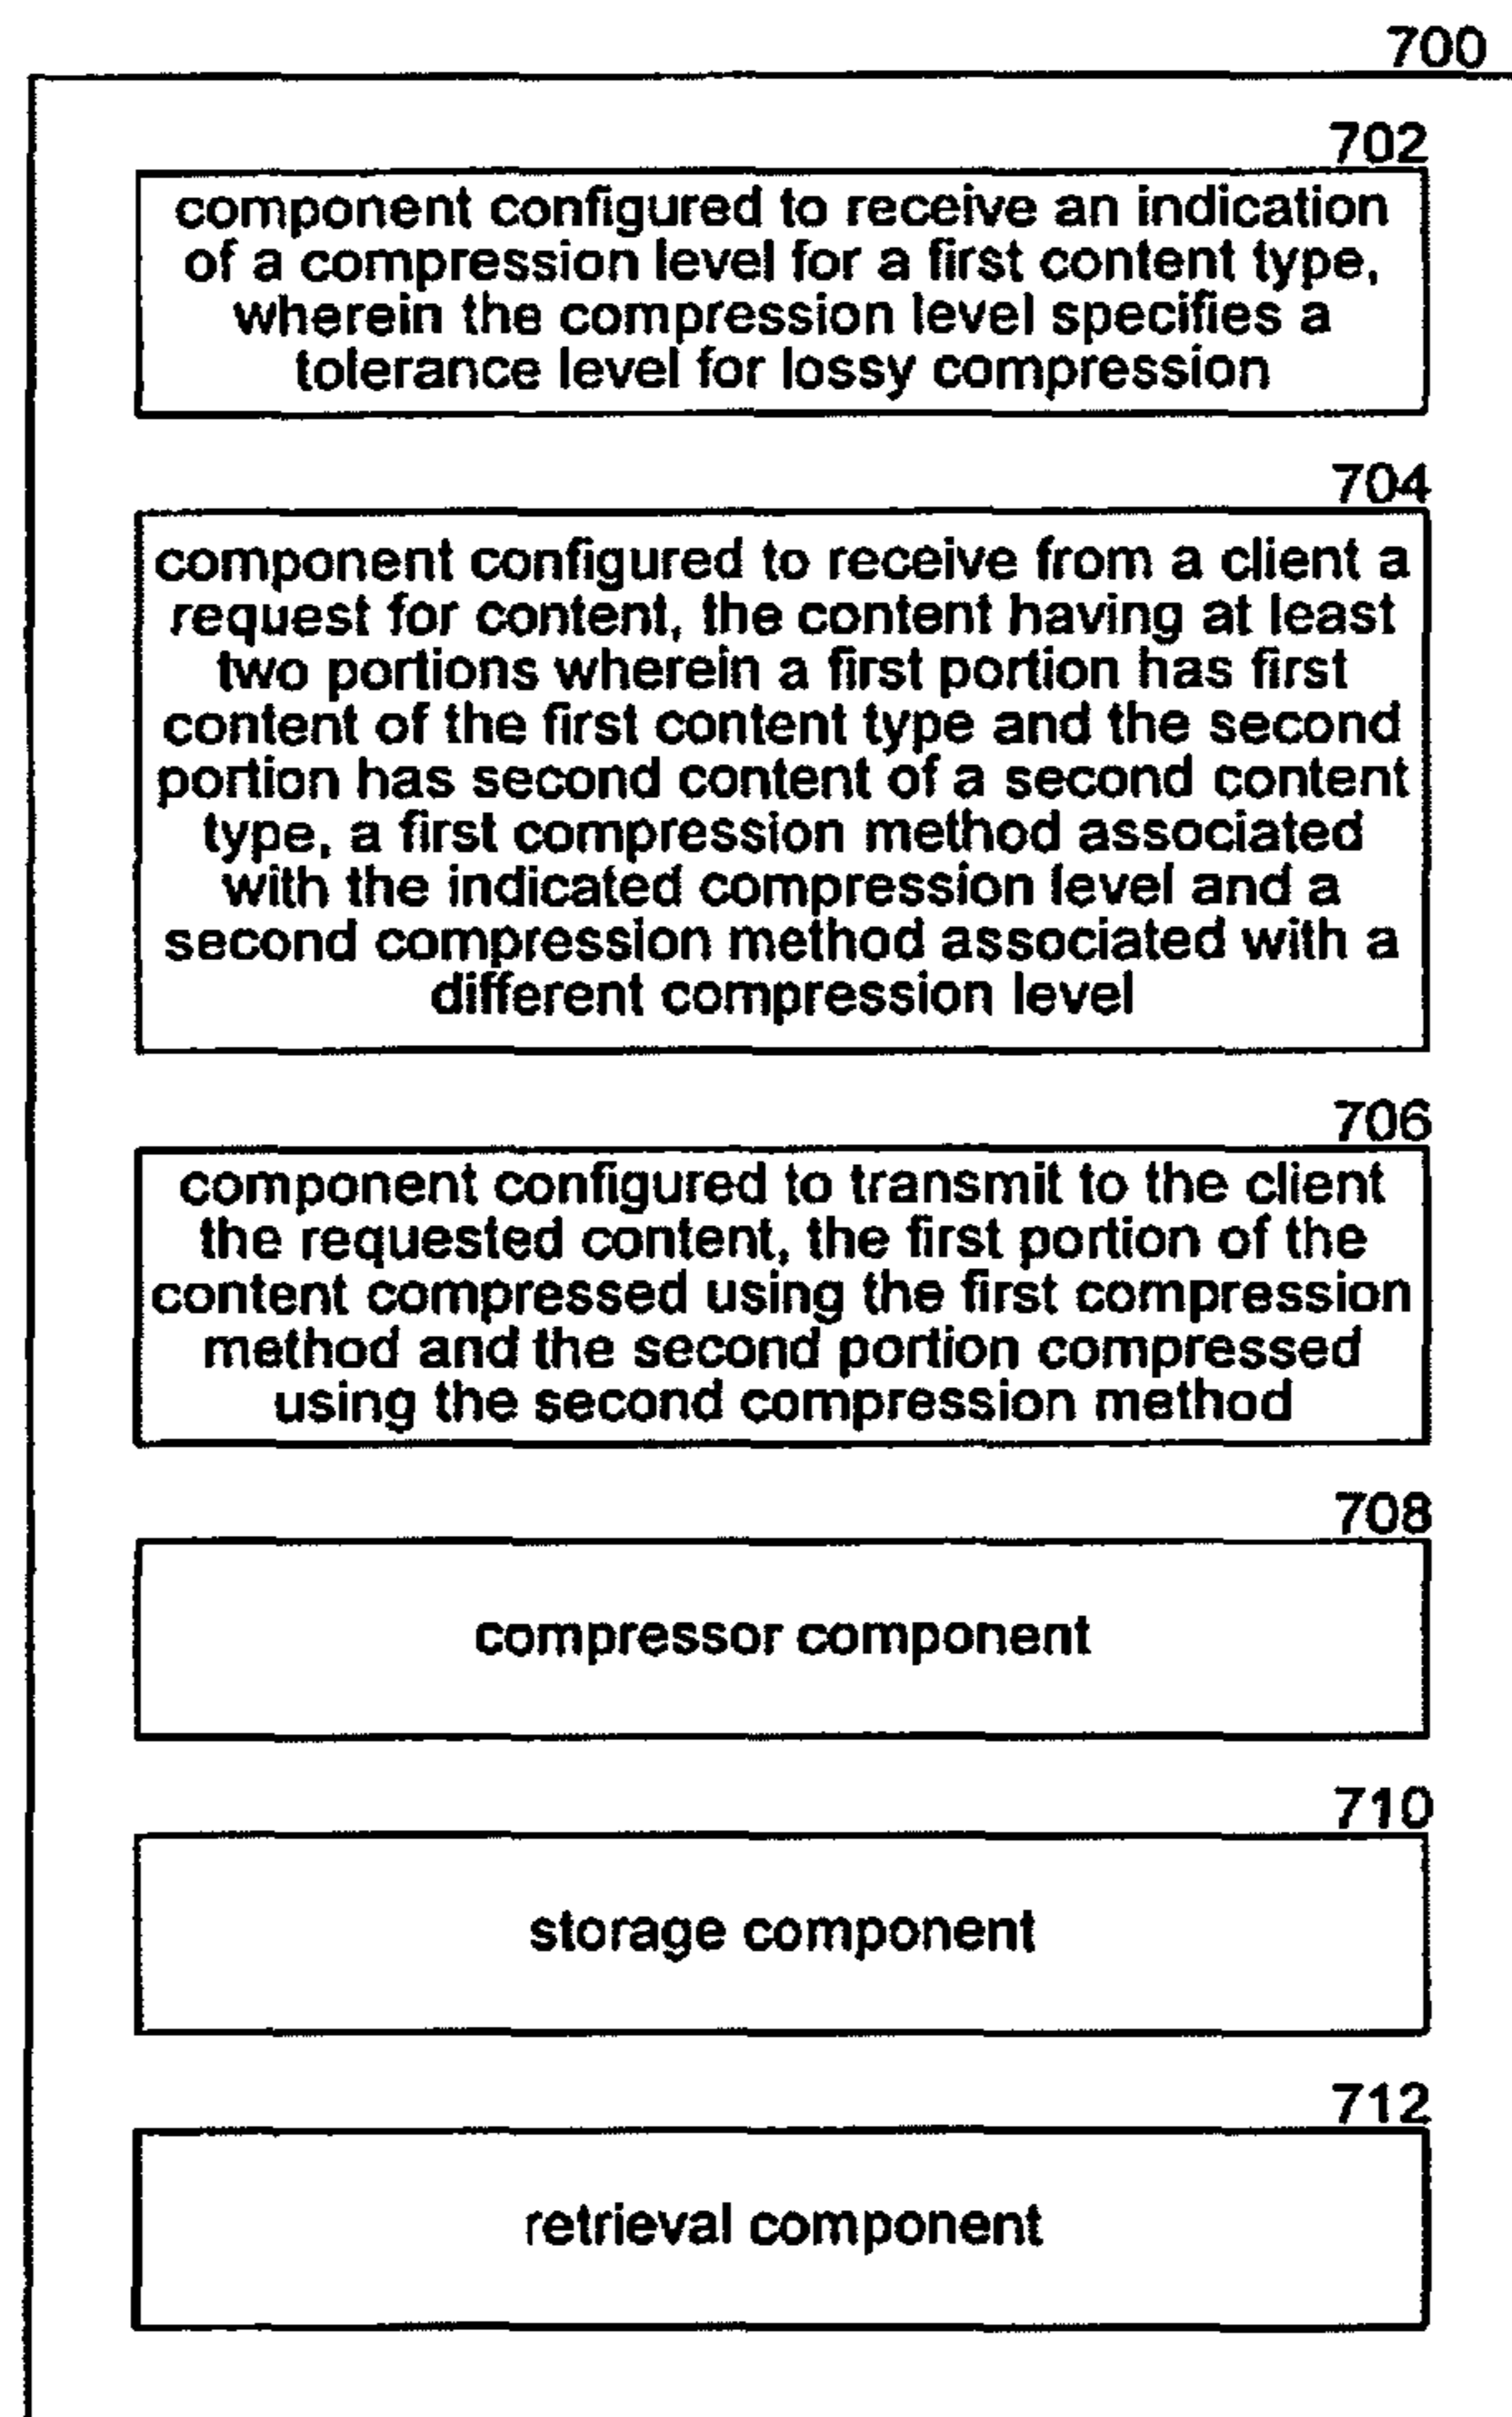 700
702
component configured to receive an indication
of a compression level for a first content type,
wherein the compression level specifies a
tolerance level for lossy compression
704
component configured to receive from a client a
request for content, the content having at least
two portions wherein a first portion has first
content of the first content type and the second
portion has second content of a second content
type, a first compression method associated
with the indicated compression level and a
second compression method associated with a
different compression level
706
component configured to transmit to the client
the requested content, the first portion of the
content compressed using the first compression
method and the second portion compressed
using the second compression method
708
compressor component
710
storage component
712
retrieval component